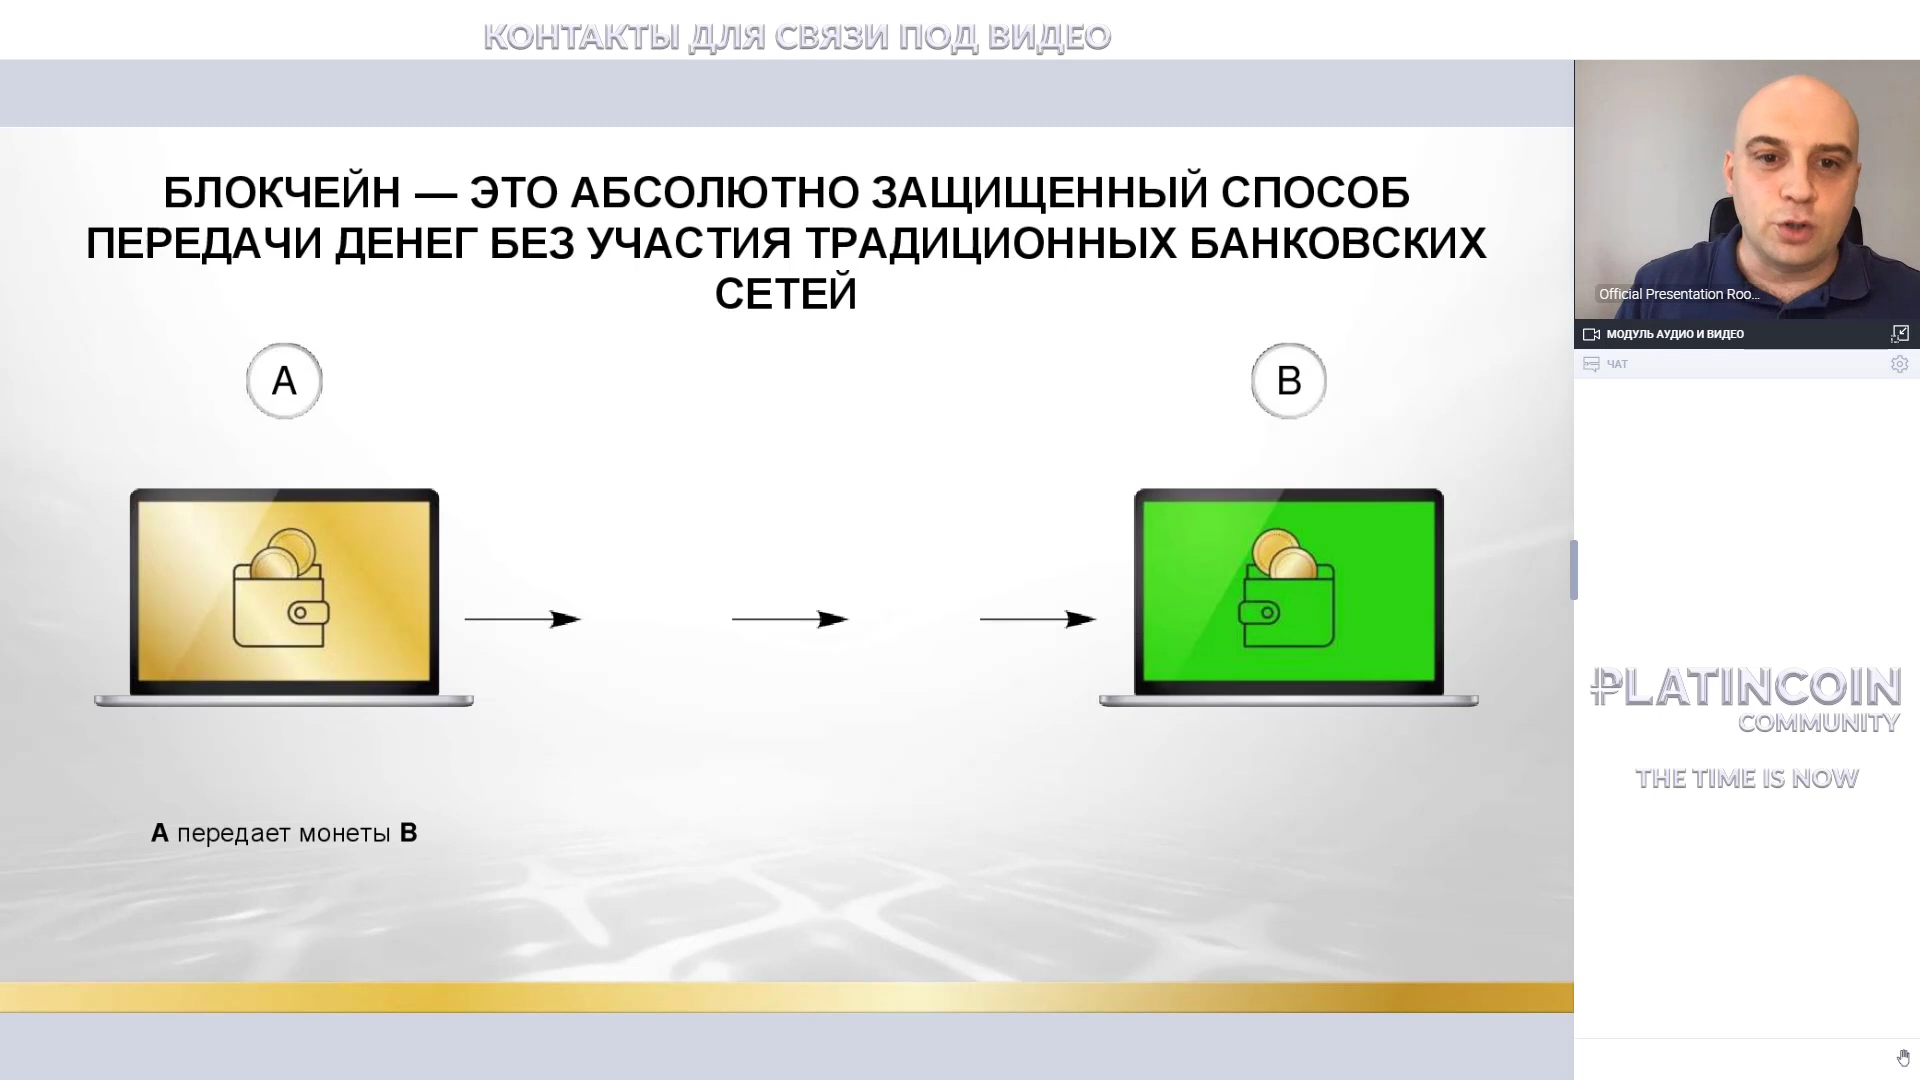 КОНТАКТЫ ДЛЯ СВЯЗИ ПОД ВИДЕО
БЛОКЧЕЙН — ЭТО АБСОЛЮТНО ЗАЩИЩЕННЫЙ СПОСОБ
ПЕРЕДАЧИ ДЕНЕГ БЕЗ УЧАСТИЯ ТРАДИЦИОННЫХ БАНКОВСКИХ
СЕТЕЙ
A
B
А передает монеты В
Official Presentation Roo...
МОДУЛЬ АУДИО И ВИДЕО
ЧАТ
PLATINCOIN
COMMUNITY
THE TIME IS NOW